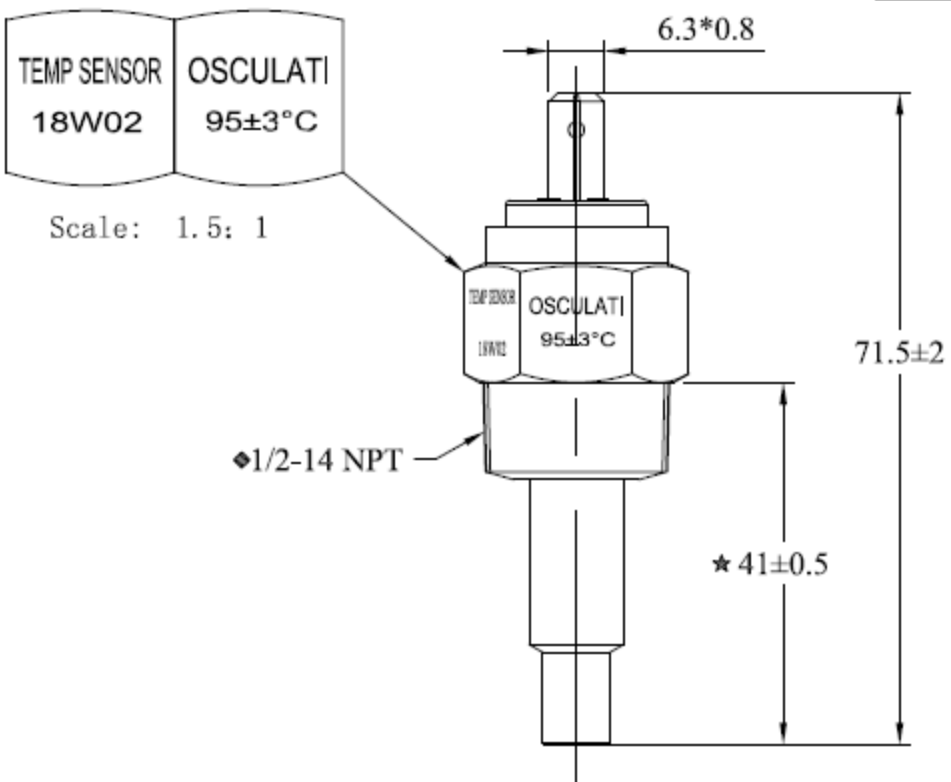 TEMP SENSOR
18W02
OSCULATI
95±3°C
Scale: 1.5: 1
6.3*0.8
TEMP SENSOR
18W02
OSCULATI
95±3°C
71.5±2
◆1/2-14 NPT
★ 41±0.5